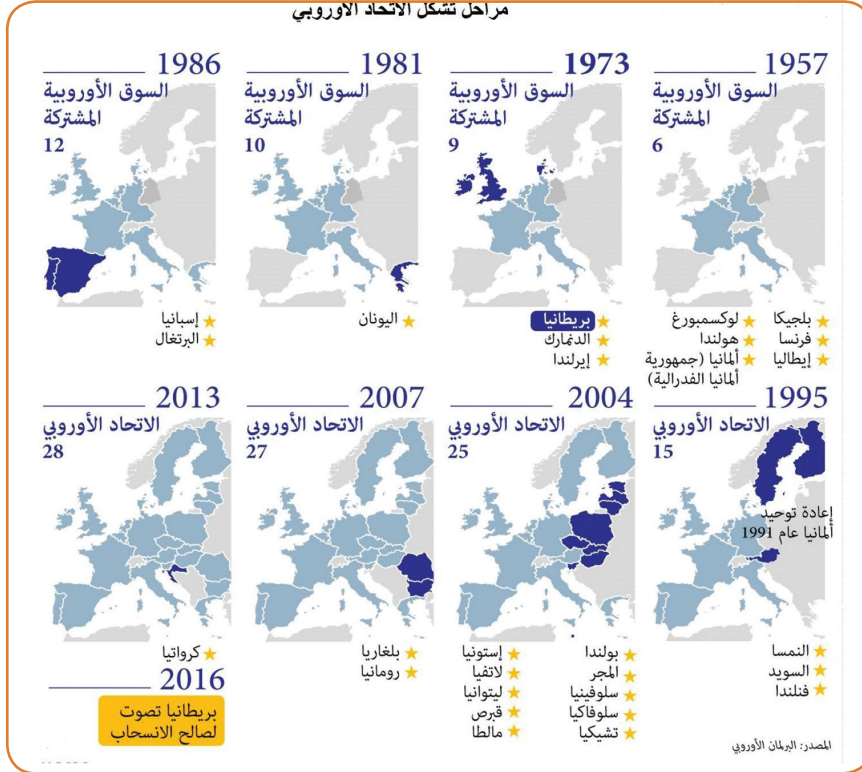 مراحل تشكل الاتحاد الاوروبي
1957
السوق الأوروبية
المشتركة
6
بلجيكا
فرنسا
إيطاليا
لوكسمبورغ
هولندا
ألمانيا (جمهورية
ألمانيا الفدرالية)
1973
السوق الأوروبية
المشتركة
9
بريطانيا
الدنمارك
إيرلندا
1981
السوق الأوروبية
المشتركة
10
اليونان
1986
السوق الأوروبية
المشتركة
12
إسبانيا
البرتغال
1995
الاتحاد الأوروبي
15
إعادة توحيد
ألمانيا عام 1991
النمسا
السويد
فنلندا
2004
الاتحاد الأوروبي
25
بولندا
المجر
سلوفينيا
سلوفاكيا
تشيكيا
إستونيا
لاتفيا
ليتوانيا
قبرص
مالطا
2007
الاتحاد الأوروبي
27
بلغاريا
رومانيا
2013
الاتحاد الأوروبي
28
كرواتيا
2016
بريطانيا تصوت
لصالح الانسحاب
المصدر: البرلمان الأوروبي